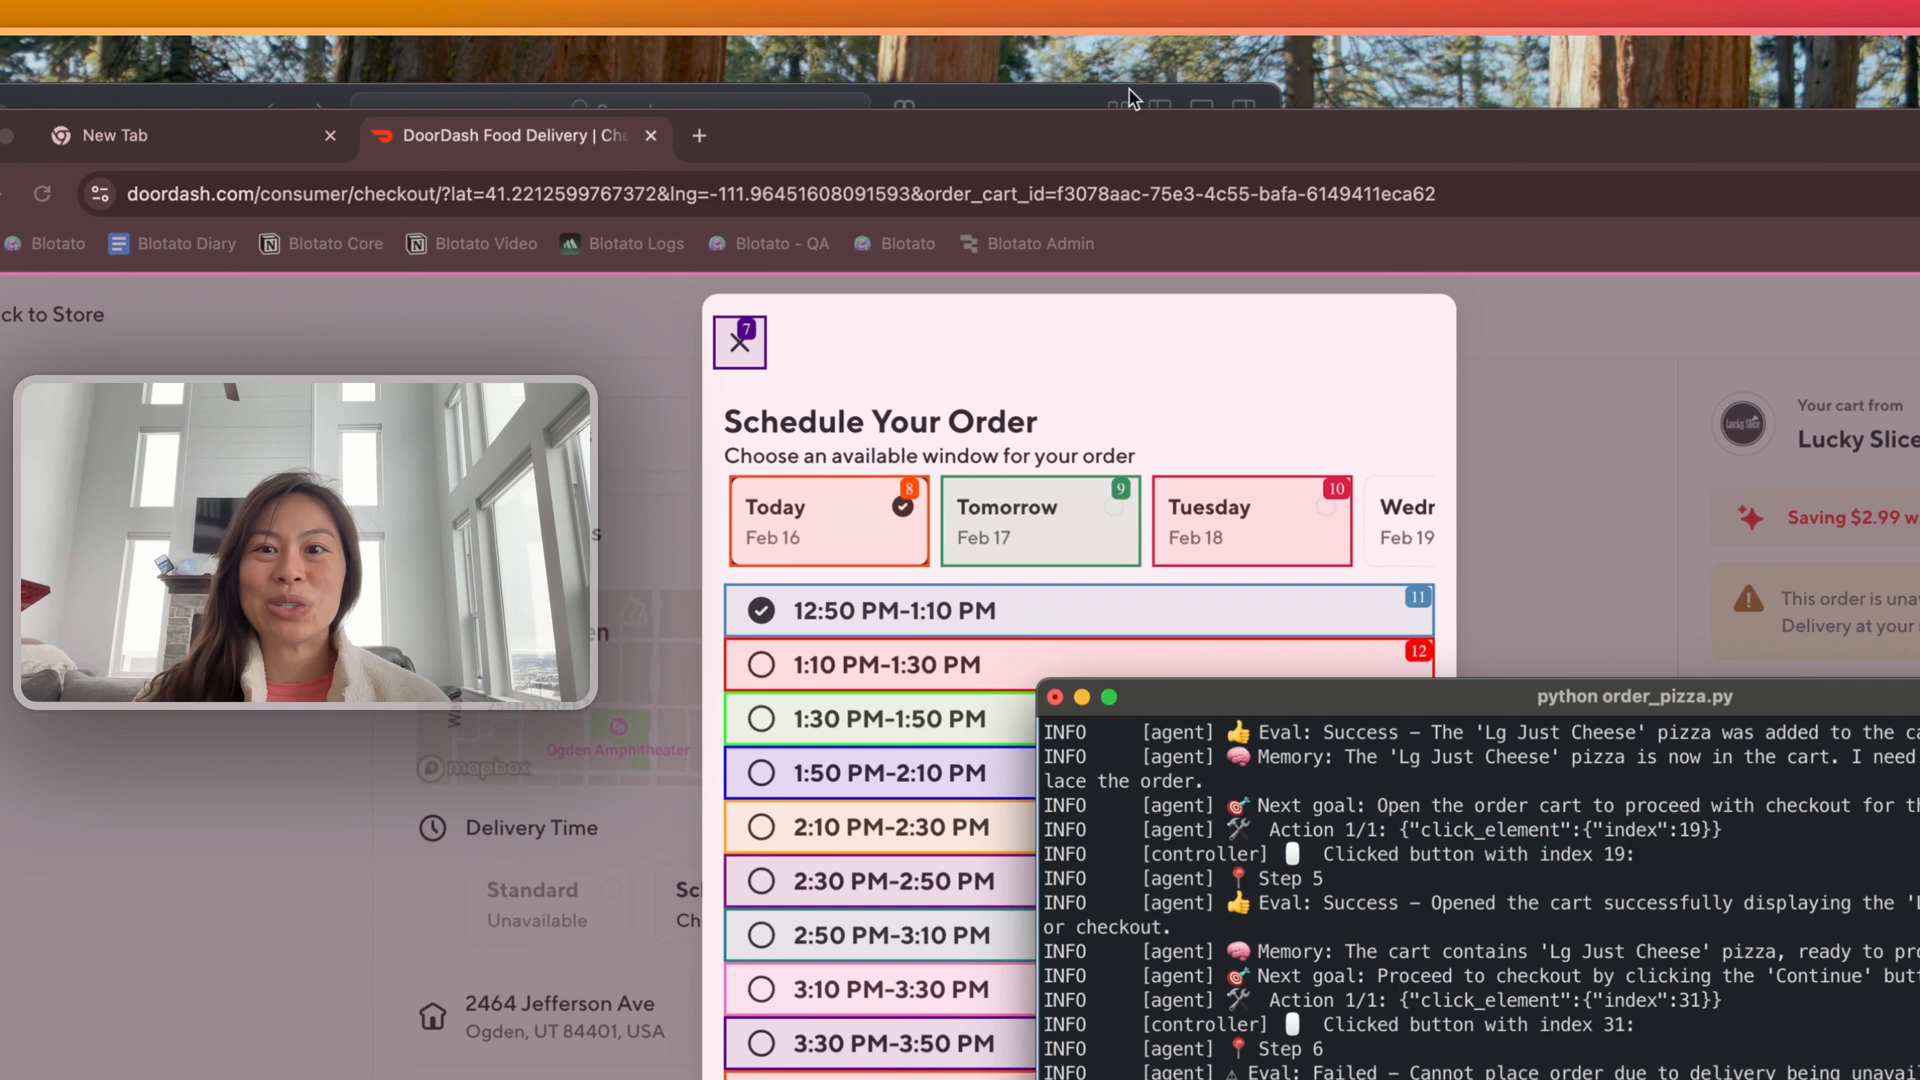 New Tab
DoorDash Food Delivery | Che
doordash.com/consumer/checkout/?lat=41.2212599767372&lng=-111.96451608091593&order_cart_id=f3078aac-75e3-4c55-bafa-6149411eca62
Blotato
Blotato Diary
Blotato Core
Blotato Video
Blotato Logs
Blotato - QA
Blotato
Blotato Admin
ck to Store
7
Schedule Your Order
Choose an available window for your order
Today
Feb 16
8
Tomorrow
Feb 17
9
Tuesday
Feb 18
10
Wedr
Feb 19
12:50 PM-1:10 PM
11
1:10 PM-1:30 PM
12
1:30 PM-1:50 PM
1:50 PM-2:10 PM
2:10 PM-2:30 PM
2:30 PM-2:50 PM
2:50 PM-3:10 PM
3:10 PM-3:30 PM
3:30 PM-3:50 PM
Your cart from
Lucky Slice
Lucky Slice
Saving $2.99 w
This order is una
Delivery at your
s
en
25TH STREET
Ogden Amphitheater
mapbox
Delivery Time
Standard
Unavailable
Sc
Ch
2464 Jefferson Ave
Ogden, UT 84401, USA
python order_pizza.py
INFO [agent] 👍 Eval: Success – The 'Lg Just Cheese' pizza was added to the ca
INFO [agent] 🧠 Memory: The 'Lg Just Cheese' pizza is now in the cart. I need
lace the order.
INFO [agent] 🎯 Next goal: Open the order cart to proceed with checkout for th
INFO [agent] 🛠 Action 1/1: {"click_element":{"index":19}}
INFO [controller] 🖱 Clicked button with index 19:
INFO [agent] 📍 Step 5
INFO [agent] 👍 Eval: Success – Opened the cart successfully displaying the 'L
or checkout.
INFO [agent] 🧠 Memory: The cart contains 'Lg Just Cheese' pizza, ready to pro
INFO [agent] 🎯 Next goal: Proceed to checkout by clicking the 'Continue' butt
INFO [agent] 🛠 Action 1/1: {"click_element":{"index":31}}
INFO [controller] 🖱 Clicked button with index 31:
INFO [agent] 📍 Step 6
INFO [agent] ⚠ Eval: Failed – Cannot place order due to delivery being unavail